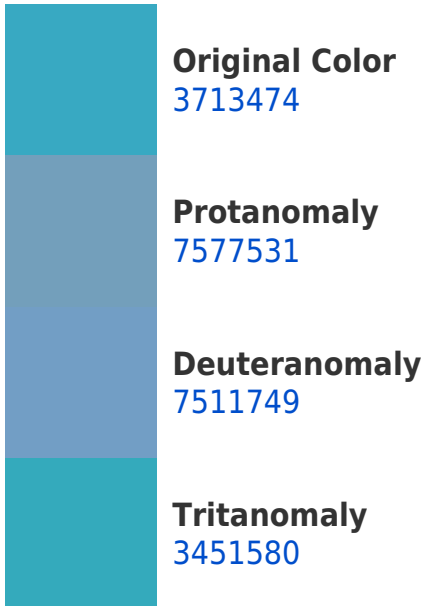 Original Color
3713474
Protanomaly
7577531
Deuteranomaly
7511749
Tritanomaly
3451580